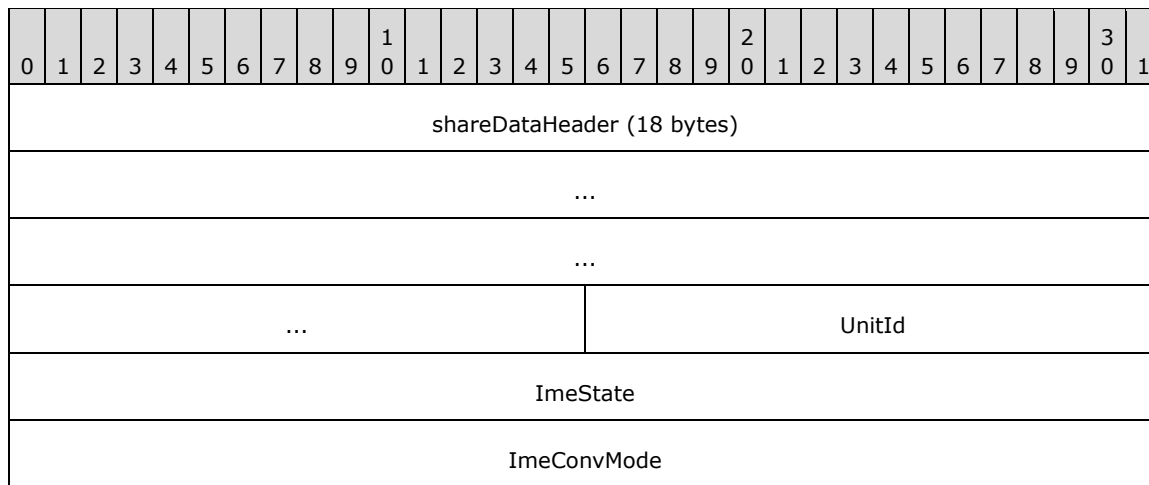 1 2 3
0 1 2 3 4 5 6 7 8 9 0 1 2 3 4 5 6 7 8 9 0 1 2 3 4 5 6 7 8 9 0 1
shareDataHeader (18 bytes)
...
...
... UnitId
ImeState
ImeConvMode